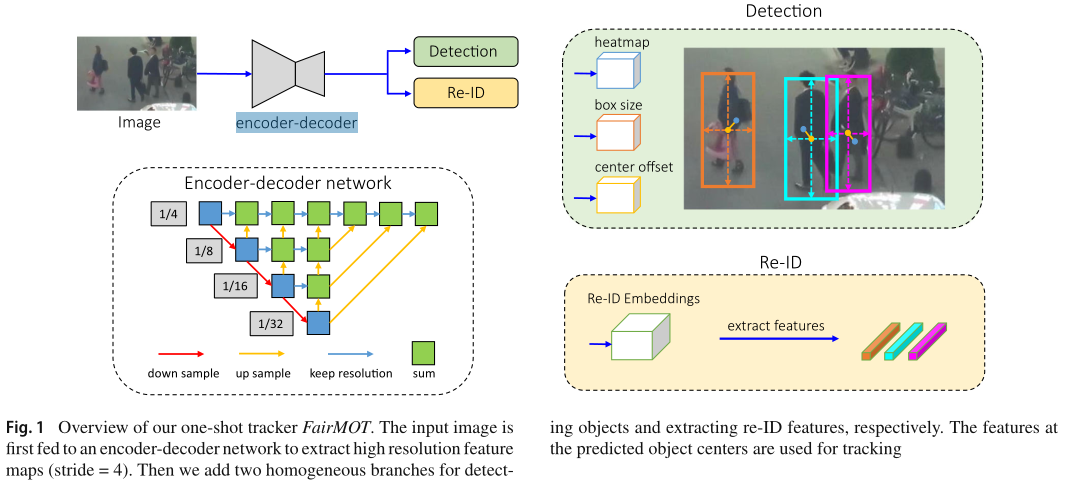 Detection
Re-ID
Image
encoder-decoder
Encoder-decoder network
1/4
1/8
1/16
1/32
down sample
up sample
keep resolution
sum
Detection
heatmap
box size
center offset
Re-ID
Re-ID Embeddings
extract features
Fig. 1 Overview of our one-shot tracker FairMOT. The input image is
first fed to an encoder-decoder network to extract high resolution feature
maps (stride = 4). Then we add two homogeneous branches for detect-
ing objects and extracting re-ID features, respectively. The features at
the predicted object centers are used for tracking